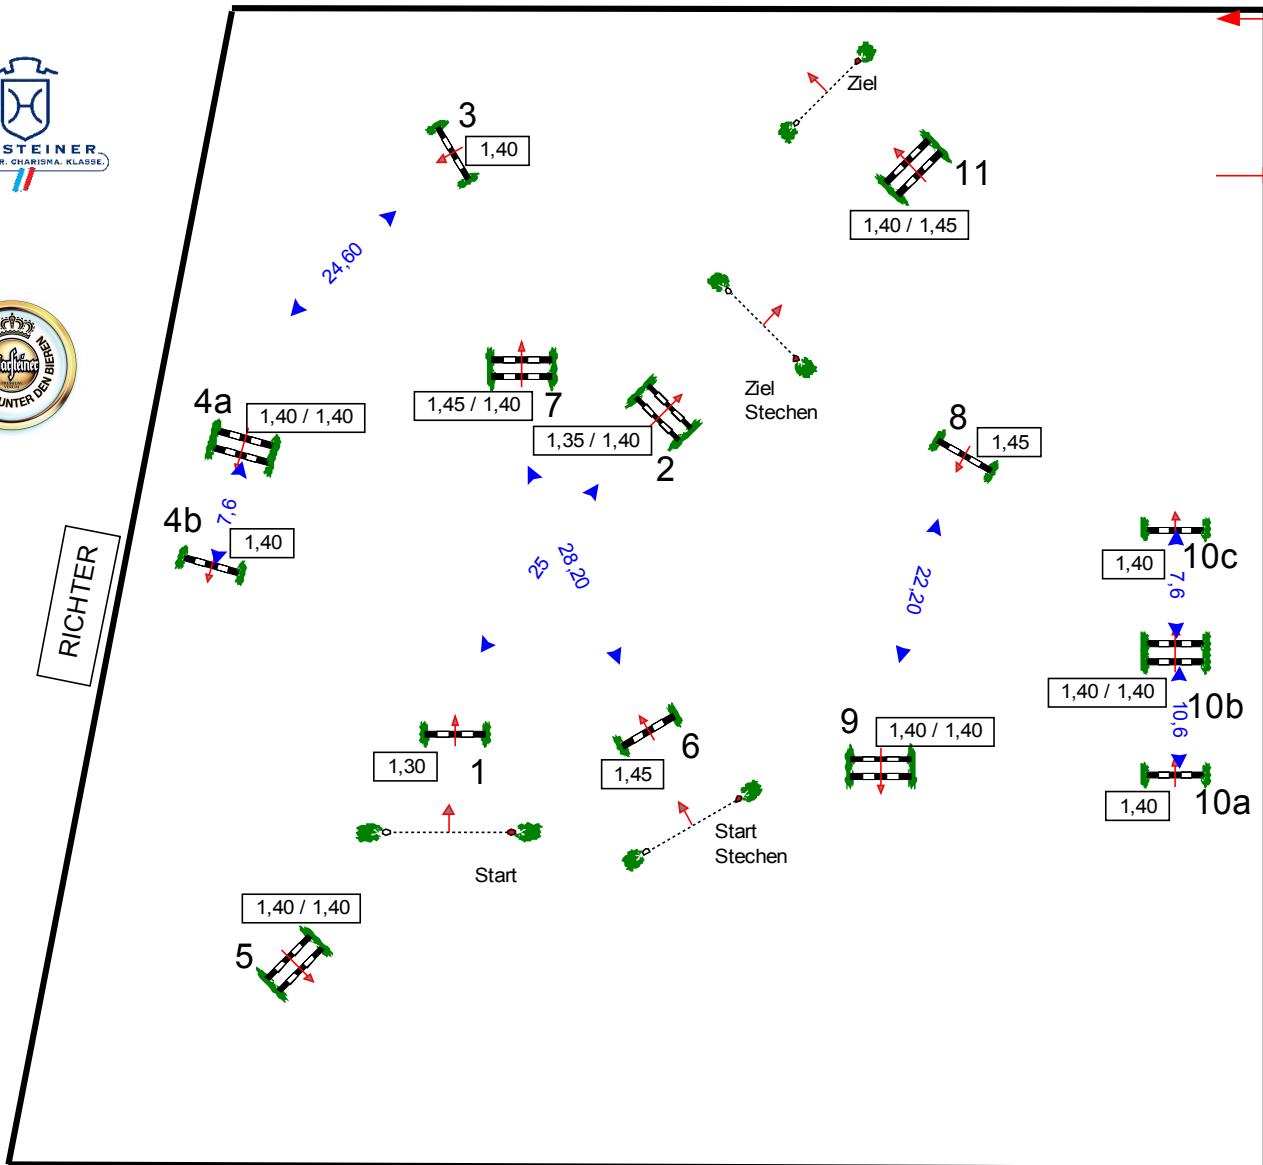 Ziel
3
1,40
STEINER
R. CHARISMA. KLASSE.
11
1,40 / 1,45
24,60
Ziel
Stechen
UNTER DEN BIEREN
4a
1,40 / 1,40
1,45 / 1,40
7
1,35 / 1,40
2
8
1,45
7,6
4b
1,40
RICHTER
25
28,20
22,20
1,40
10c
7,6
1,40 / 1,40
10b
10,6
1,40
10a
9
1,40 / 1,40
1,30
1
6
1,45
Start
Stechen
Start
1,40 / 1,40
5